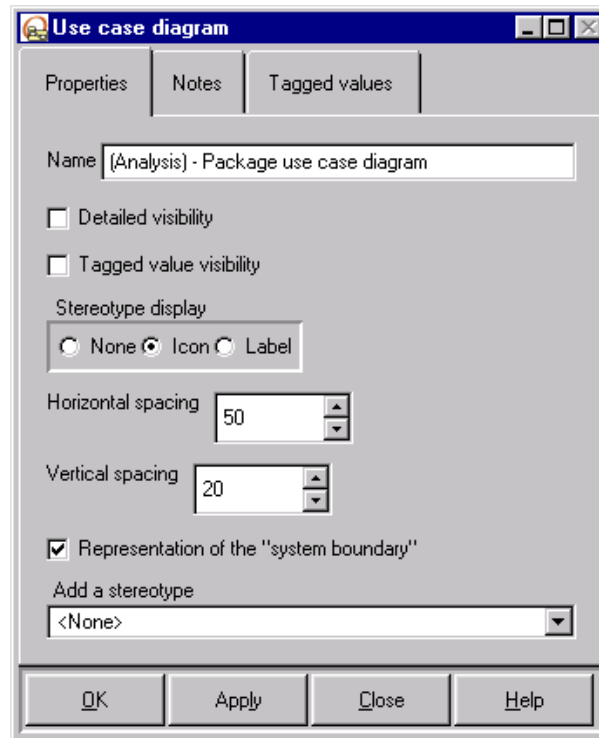 Use case diagram
Properties Notes Tagged values
Name (Analysis) - Package use case diagram
Detailed visibility
Tagged value visibility
Stereotype display
None Icon Label
Horizontal spacing 50
Vertical spacing 20
Representation of the "system boundary"
Add a stereotype
<None>
OK Apply Close Help